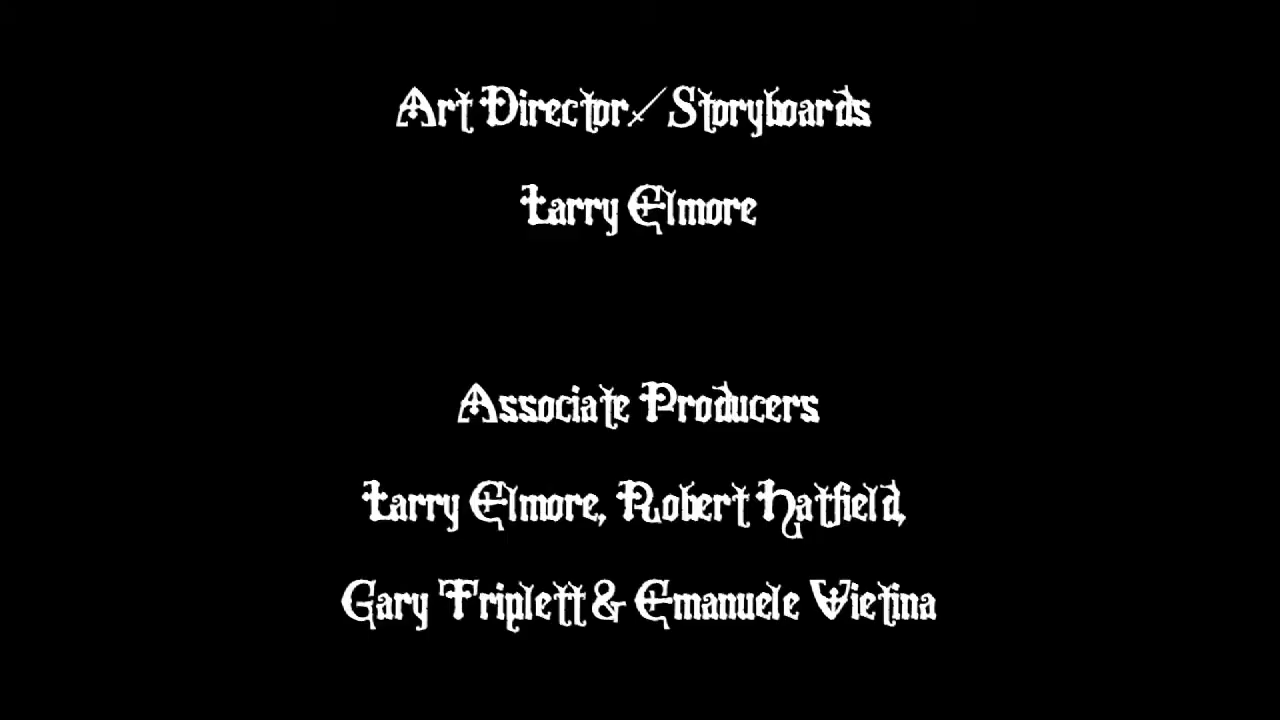 Art Director/Storyboards
Larry Elmore
Associate Producers
Larry Elmore, Robert Hatfield,
Gary Triplett & Emanuele Vietina